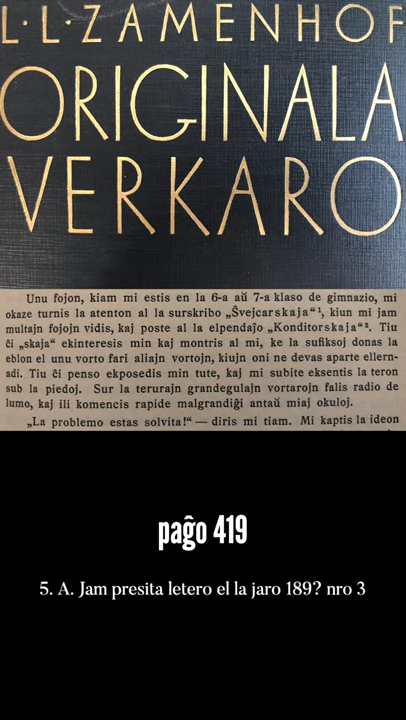 L·L·ZAMENHOF
ORIGINALA
VERKARO
Unu fojon, kiam mi estis en la 6-a aŭ 7-a klaso de gimnazio, mi
okaze turnis la atenton al la surskribo „Švejcarskaja“¹, kiun mi jam
multajn fojojn vidis, kaj poste al la elpendaĵo „Konditorskaja“². Tiu
ĉi „skaja“ ekinteresis min kaj montris al mi, ke la sufiksoj donas la
eblon el unu vorto fari aliajn vortojn, kiujn oni ne devas aparte ellern-
adi. Tiu ĉi penso ekposedis min tute, kaj mi subite eksentis la teron
sub la piedoj. Sur la terurajn grandegulajn vortarojn falis radio de
lumo, kaj ili komencis rapide malgrandiĝi antaŭ miaj okuloj.
„La problemo estas solvita!“ — diris mi tiam. Mi kaptis la ideon
paĝo 419
5. A. Jam presita letero el la jaro 189? nro 3